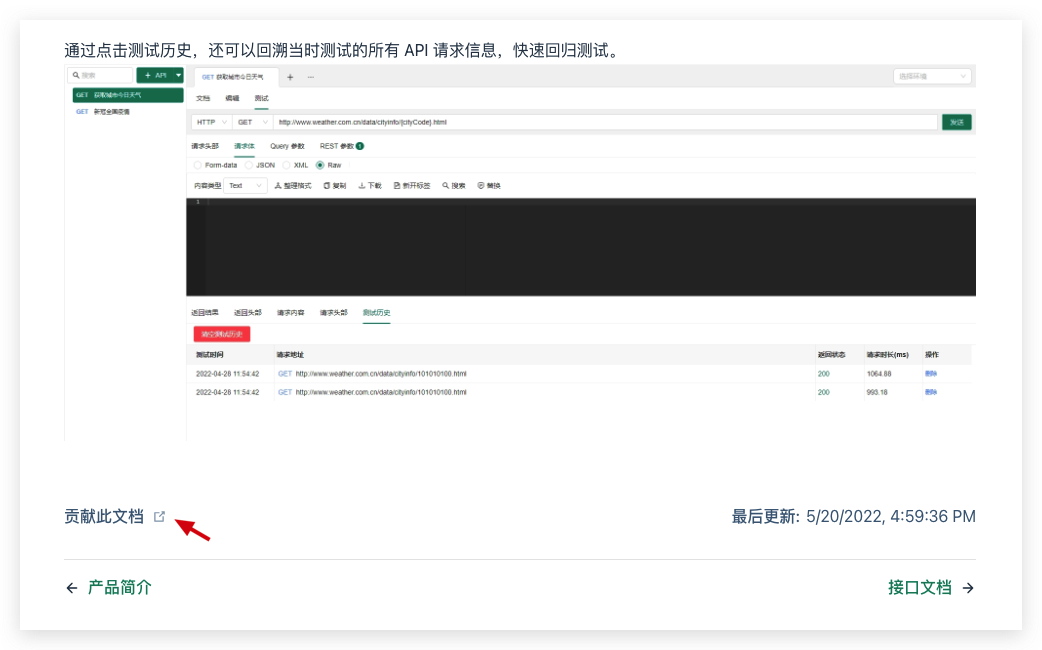 通过点击测试历史，还可以回溯当时测试的所有 API 请求信息，快速回归测试。
搜索 + API GET 获取城市今日天气 + 选择环境
GET 获取城市今日天气 文档 编辑 测试
GET 新冠全国疫情
HTTP GET http://www.weather.com.cn/data/cityinfo/{cityCode}.html 发送
请求头部 请求体 Query 参数 REST 参数 1
Form-data JSON XML Raw
内容类型 Text 整理格式 复制 下载 新开标签 搜索 替换
1
返回结果 返回头部 请求内容 请求头部 测试历史
清空测试历史
测试时间 请求地址 返回状态 请求时长(ms) 操作
2022-04-28 11:54:42 GET http://www.weather.com.cn/data/cityinfo/101010100.html 200 1064.88 删除
2022-04-28 11:54:42 GET http://www.weather.com.cn/data/cityinfo/101010100.html 200 993.18 删除
贡献此文档 最后更新: 5/20/2022, 4:59:36 PM
← 产品简介 接口文档 →